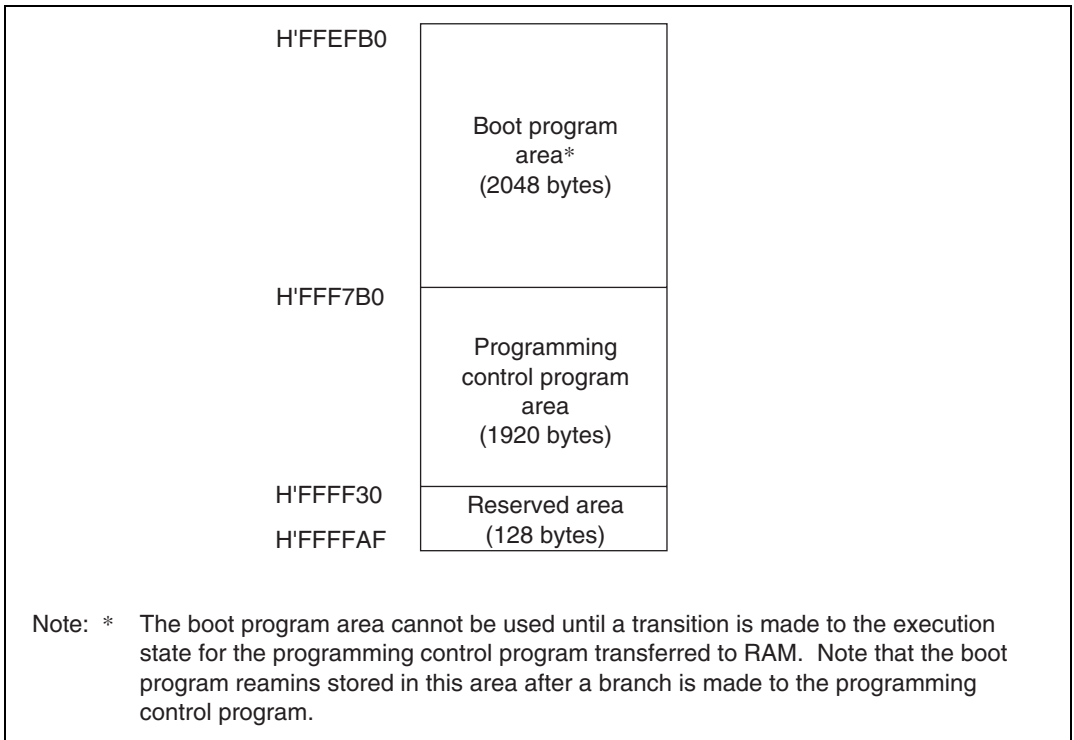 H'FFEFB0
Boot program
area*
(2048 bytes)
H'FFF7B0
Programming
control program
area
(1920 bytes)
H'FFFF30
Reserved area
(128 bytes)
H'FFFFAF
Note: * The boot program area cannot be used until a transition is made to the execution
state for the programming control program transferred to RAM. Note that the boot
program reamins stored in this area after a branch is made to the programming
control program.